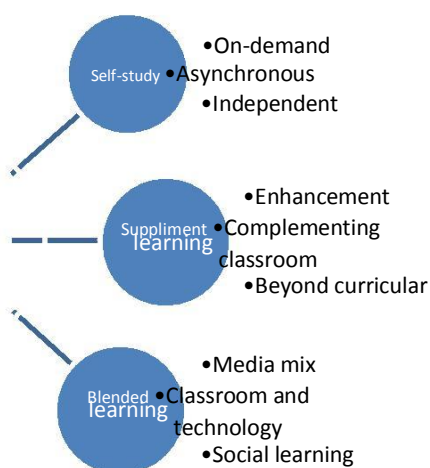 Self-study
•On-demand
•Asynchronous
•Independent
Suppliment
learning
•Enhancement
•Complementing
classroom
•Beyond curricular
Blended
learning
•Media mix
•Classroom and
technology
•Social learning